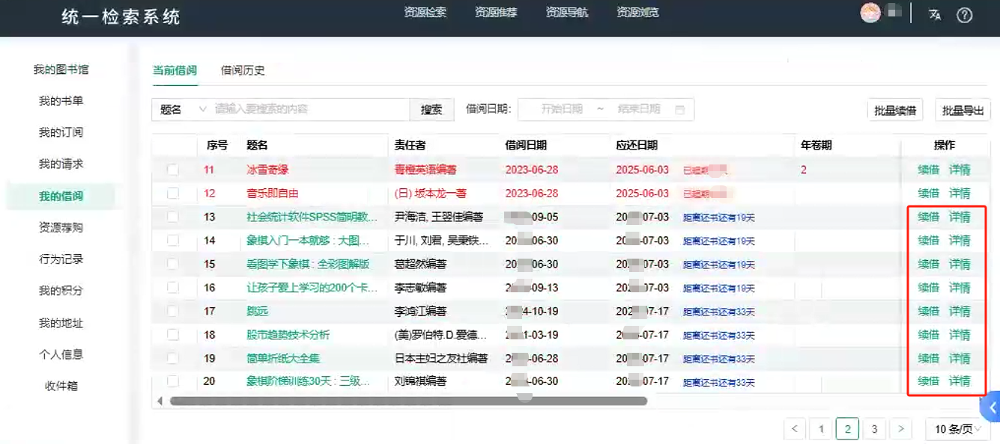 统一检索系统 资源检索 资源推荐 资源导航 资源浏览
我的图书馆
我的书单
我的订阅
我的请求
我的借阅
资源荐购
行为记录
我的积分
我的地址
个人信息
收件箱
当前借阅 借阅历史
题名 请输入要检索的内容 搜索 借阅日期: 开始日期 ~ 结束日期 批量续借 批量导出
序号 题名 责任者 借阅日期 应还日期 年卷期 操作
11 冰雪奇缘 青橙英语编著 2023-06-28 2025-06-03 已超期 天 2 续借 详情
12 音乐即自由 (日) 坂本龙一著 2023-06-28 2025-06-03 已超期 续借 详情
13 社会统计软件SPSS简明教... 尹海洁, 王翌佳编著 09-05 20 07-03 距离还书还有19天 续借 详情
14 象棋入门一本就够 : 大图... 于川, 刘君, 吴秉铁... 20 06-30 20 07-03 距离还书还有19天 续借 详情
15 看图学下象棋 : 全彩图解版 葛超然编著 20 06-30 20 07-03 距离还书还有19天 续借 详情
16 让孩子爱上学习的200个卡... 李志敏编著 2 09-13 20 07-03 距离还书还有19天 续借 详情
17 跳远 李鸿江编著 2 4-10-19 202 07-17 距离还书还有33天 续借 详情
18 股市趋势技术分析 (美)罗伯特.D.爱德... 2 1-03-19 2 -07-17 距离还书还有33天 续借 详情
19 简单折纸大全集 日本主妇之友社编著 2 -06-28 20 07-17 距离还书还有33天 续借 详情
20 象棋阶梯训练30天 : 三级... 刘锦祺编著 2 -06-30 20 -07-17 距离还书还有33天 续借 详情
< 1 2 3 > 10 条/页